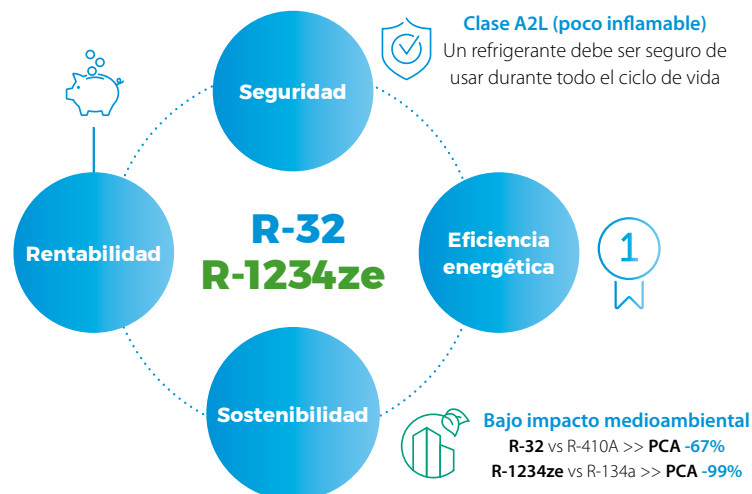 Clase A2L (poco inflamable)
Un refrigerante debe ser seguro de
usar durante todo el ciclo de vida
Seguridad
Rentabilidad
R-32
R-1234ze
Eficiencia
energética
1
Sostenibilidad
Bajo impacto medioambiental
R-32 vs R-410A >> PCA -67%
R-1234ze vs R-134a >> PCA -99%